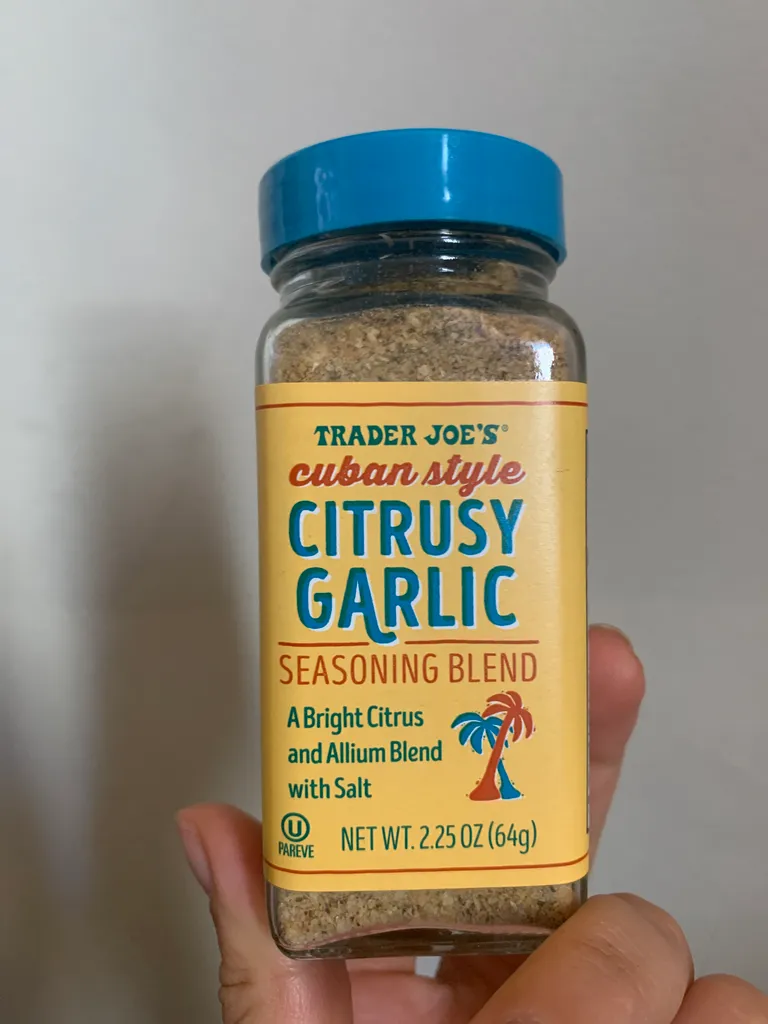 TRADER JOE'S®
cuban style
CITRUSY
GARLIC
SEASONING BLEND
A Bright Citrus
and Allium Blend
with Salt
U
PAREVE
NET WT. 2.25 OZ (64g)